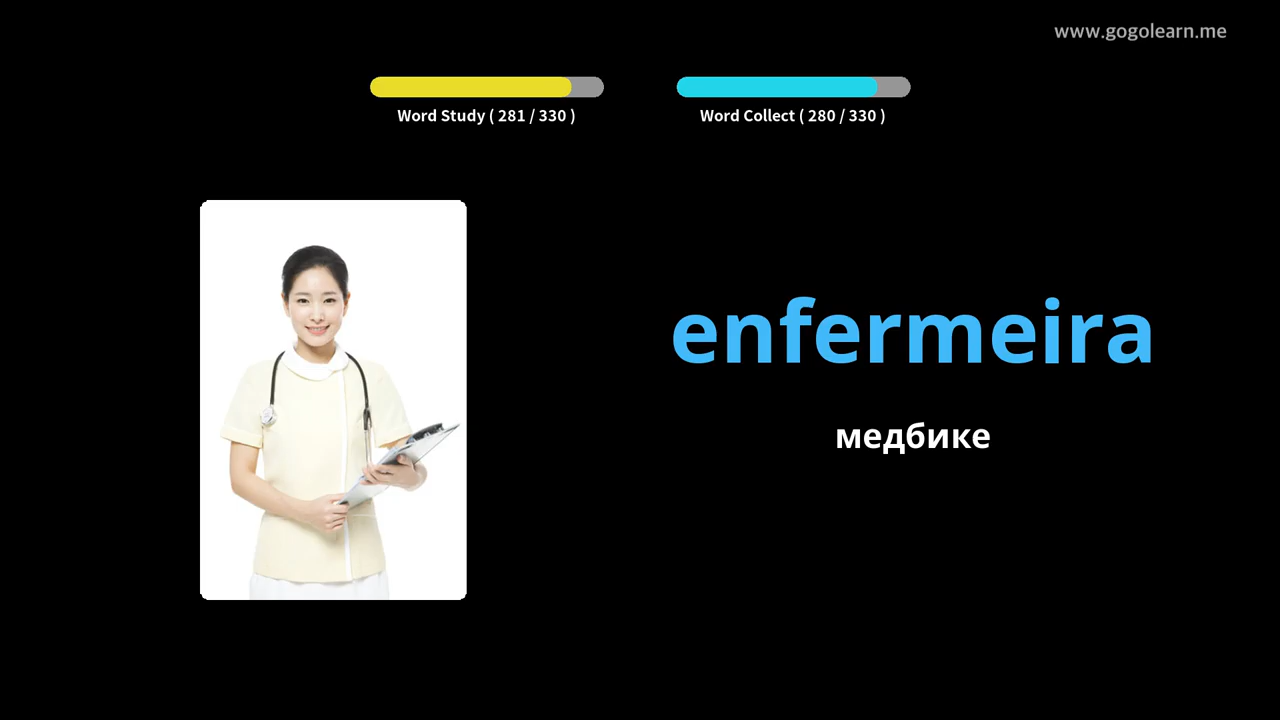 www.gogolearn.me
Word Study ( 281 / 330 )
Word Collect ( 280 / 330 )
enfermeira
медбике